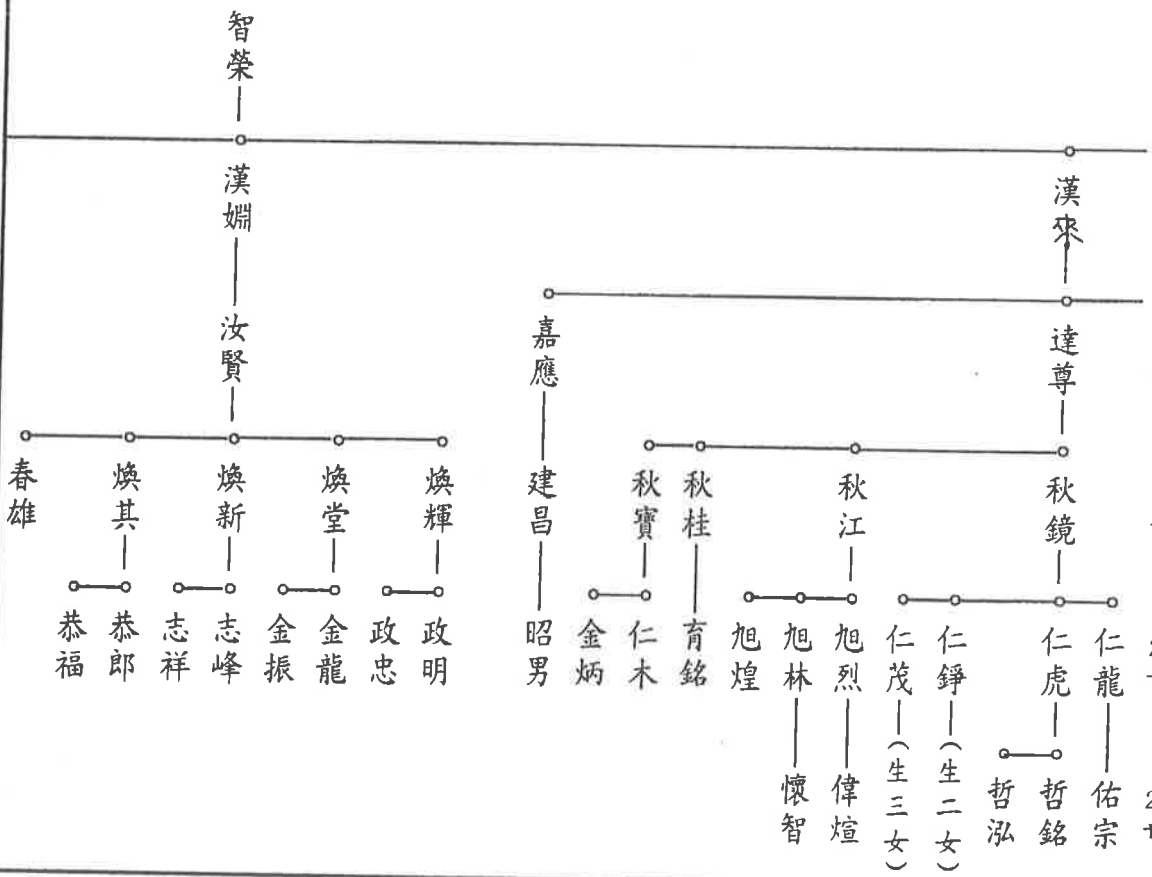 智榮
漢來
漢嫺
達尊
嘉應
汝賢
秋鏡
秋江
秋桂
秋寶
建昌
煥輝
煥堂
煥新
煥其
春雄
仁龍
仁虎
仁錚
仁茂
旭烈
旭林
旭煌
育銘
仁木
金炳
昭男
政明
政忠
金龍
金振
志峰
志祥
恭郎
恭福
佑宗
哲銘
哲泓
（生二女）
（生三女）
偉煊
懷智